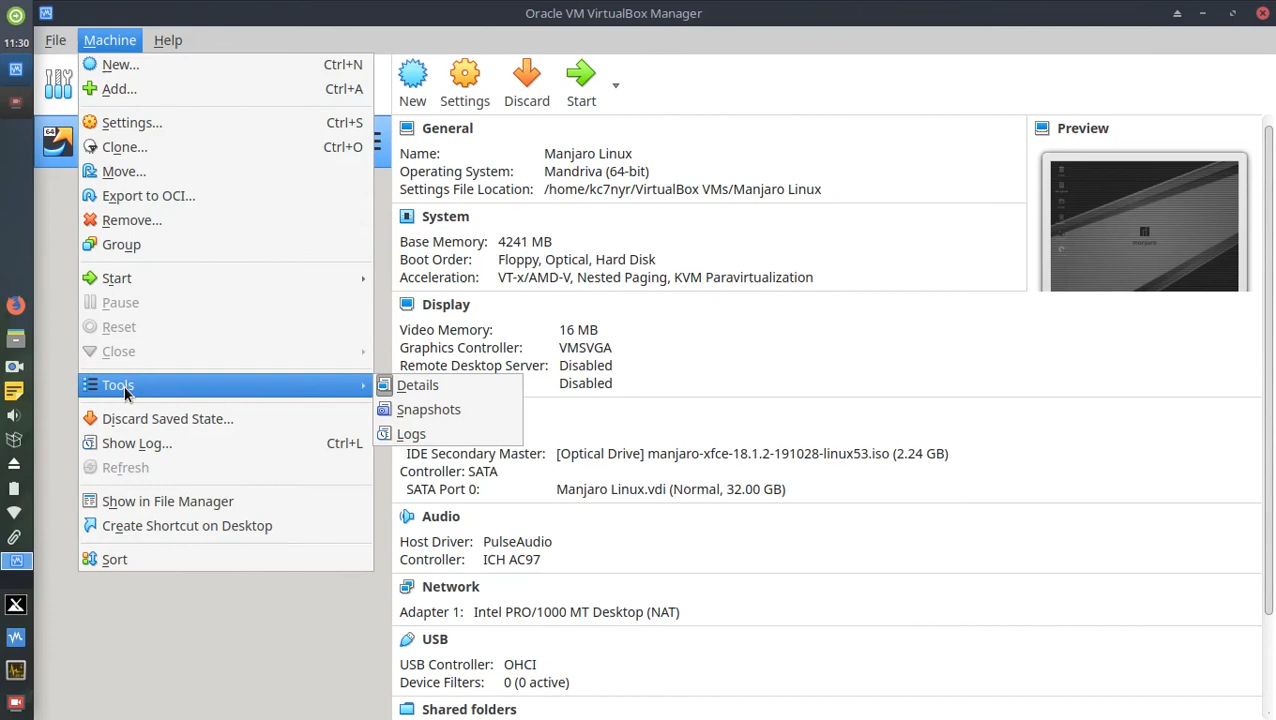 Oracle VM VirtualBox Manager
11:30
File Machine Help
New... Ctrl+N
Add... Ctrl+A
Settings... Ctrl+S
Clone... Ctrl+O
Move...
Export to OCI...
Remove...
Group
Start
Pause
Reset
Close
Tools
Discard Saved State...
Show Log... Ctrl+L
Refresh
Show in File Manager
Create Shortcut on Desktop
Sort
Details
Snapshots
Logs
64
New Settings Discard Start
General
Name: Manjaro Linux
Operating System: Mandriva (64-bit)
Settings File Location: /home/kc7nyr/VirtualBox VMs/Manjaro Linux
Preview
manjaro
System
Base Memory: 4241 MB
Boot Order: Floppy, Optical, Hard Disk
Acceleration: VT-x/AMD-V, Nested Paging, KVM Paravirtualization
Display
Video Memory: 16 MB
Graphics Controller: VMSVGA
Remote Desktop Server: Disabled
Disabled
IDE Secondary Master: [Optical Drive] manjaro-xfce-18.1.2-191028-linux53.iso (2.24 GB)
Controller: SATA
SATA Port 0: Manjaro Linux.vdi (Normal, 32.00 GB)
Audio
Host Driver: PulseAudio
Controller: ICH AC97
Network
Adapter 1: Intel PRO/1000 MT Desktop (NAT)
USB
USB Controller: OHCI
Device Filters: 0 (0 active)
Shared folders